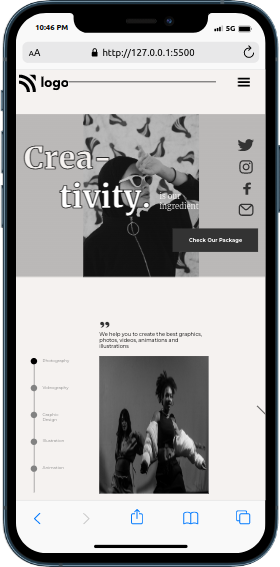 10:46 PM
5G
AA
http://127.0.0.1:5500
logo
Crea-
tivity.
is our
Ingredient
Check Our Package
”
We help you to create the best graphics,
photos, videos, animations and
illustrations
Photography
Videography
Graphic
Design
Illustration
Animation